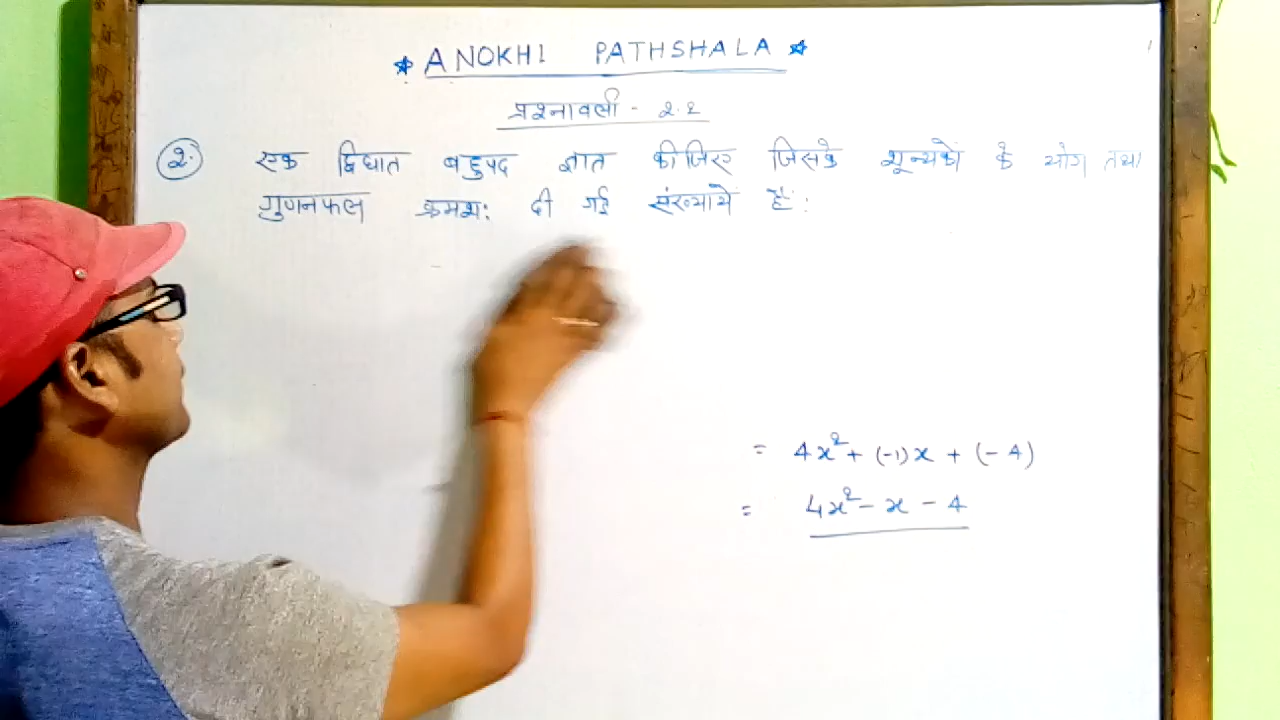 ★ ANOKHI PATHSHALA ★
प्रश्नावली - 2.2
2. एक द्विघात बहुपद ज्ञात कीजिए जिसके शून्यकों के योग तथा
गुणनफल क्रमशः दी गई संख्यायें हैं :
= 4x² + (-1)x + (-4)
= 4x² - x - 4